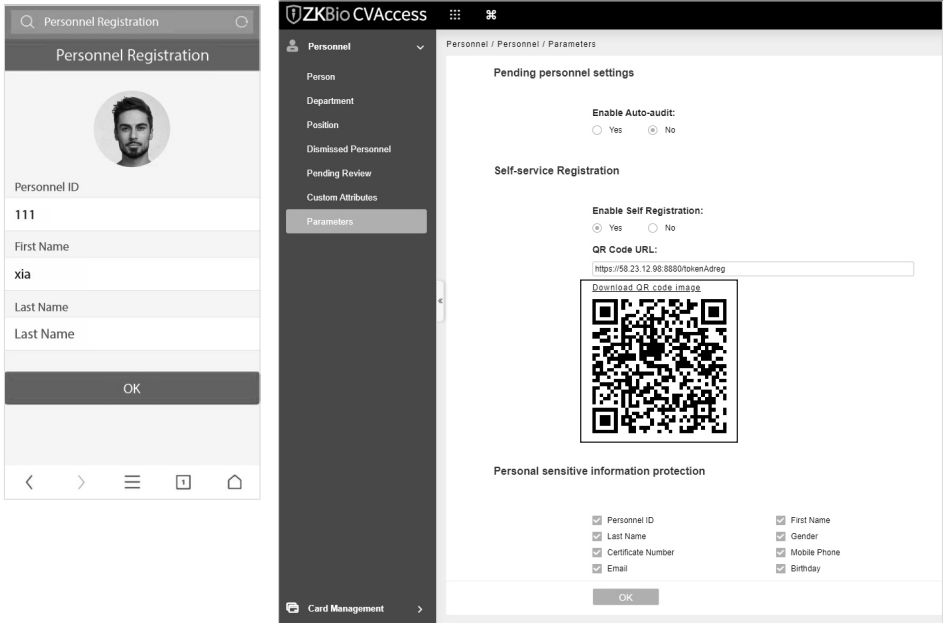 Personnel Registration
Personnel Registration
Personnel ID
111
First Name
xia
Last Name
Last Name
OK
1
ZKBio CVAccess
Personnel
Person
Department
Position
Dismissed Personnel
Pending Review
Custom Attributes
Parameters
Card Management
Personnel / Personnel / Parameters
Pending personnel settings
Enable Auto-audit:
Yes No
Self-service Registration
Enable Self Registration:
Yes No
QR Code URL:
https://58.23.12.98:8880/tokenAdreg
Download QR code image
Personal sensitive information protection
Personnel ID First Name
Last Name Gender
Certificate Number Mobile Phone
Email Birthday
OK